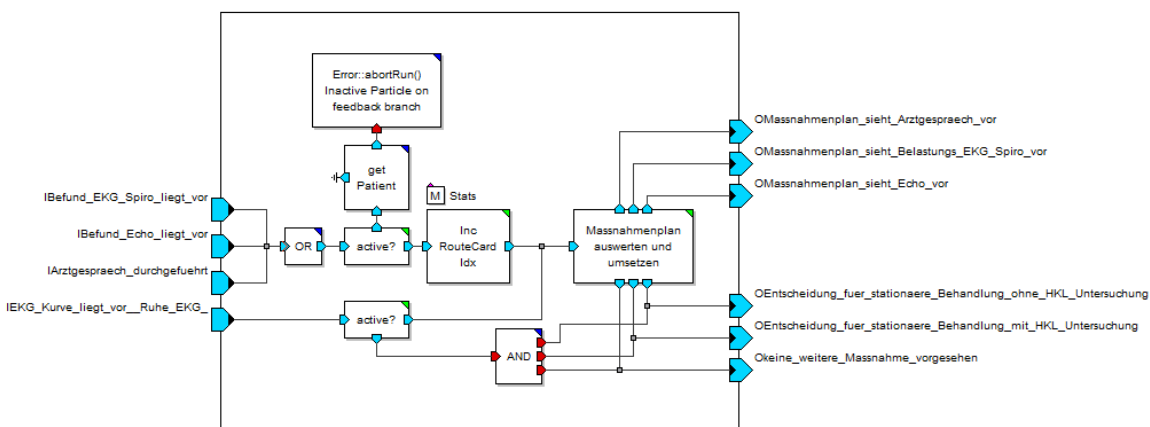 Error::abortRun()
Inactive Particle on
feedback branch
OMassnahmenplan_sieht_Arztgespraech_vor
OMassnahmenplan_sieht_Belastungs_EKG_Spiro_vor
OMassnahmenplan_sieht_Echo_vor
get
Patient
M Stats
IBefund_EKG_Spiro_liegt_vor
IBefund_Echo_liegt_vor
IArztgespraech_durchgefuehrt
IEKG_Kurve_liegt_vor__Ruhe_EKG_
OR
active?
Inc
RouteCard
Idx
Massnahmenplan
auswerten und
umsetzen
active?
AND
OEntscheidung_fuer_stationaere_Behandlung_ohne_HKL_Untersuchung
OEntscheidung_fuer_stationaere_Behandlung_mit_HKL_Untersuchung
Okeine_weitere_Massnahme_vorgesehen